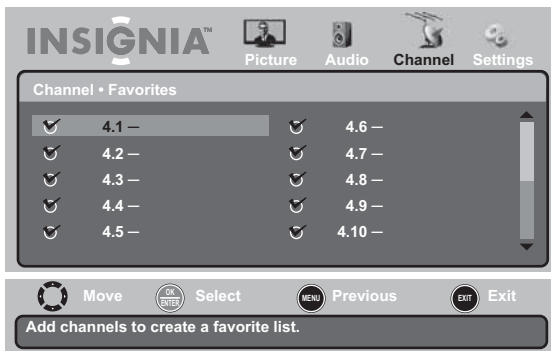 INSIGNIA™
Picture Audio Channel Settings
Channel • Favorites
4.1 — 4.6 —
4.2 — 4.7 —
4.3 — 4.8 —
4.4 — 4.9 —
4.5 — 4.10 —
Move OK ENTER Select MENU Previous EXIT Exit
Add channels to create a favorite list.